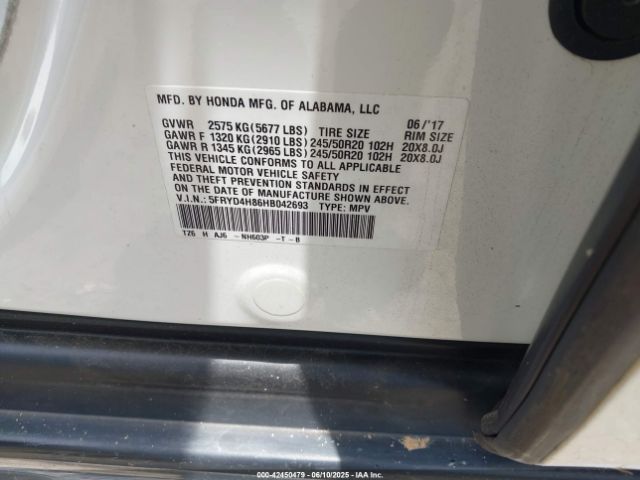 MFD. BY HONDA MFG. OF ALABAMA, LLC
GVWR 2575 KG (5677 LBS) TIRE SIZE 06/'17 RIM SIZE
GAWR F 1320 KG (2910 LBS) 245/50R20 102H 20X8.0J
GAWR R 1345 KG (2965 LBS) 245/50R20 102H 20X8.0J
THIS VEHICLE CONFORMS TO ALL APPLICABLE
FEDERAL MOTOR VEHICLE SAFETY
AND THEFT PREVENTION STANDARDS IN EFFECT
ON THE DATE OF MANUFACTURE SHOWN ABOVE.
V.I.N.: 5FRYD4H86HB042693 TYPE: MPV
TZ6 H AJ6 -NH603P -T-B
000-42450479 - 06/10/2025 - © IAA Holdings, LLC